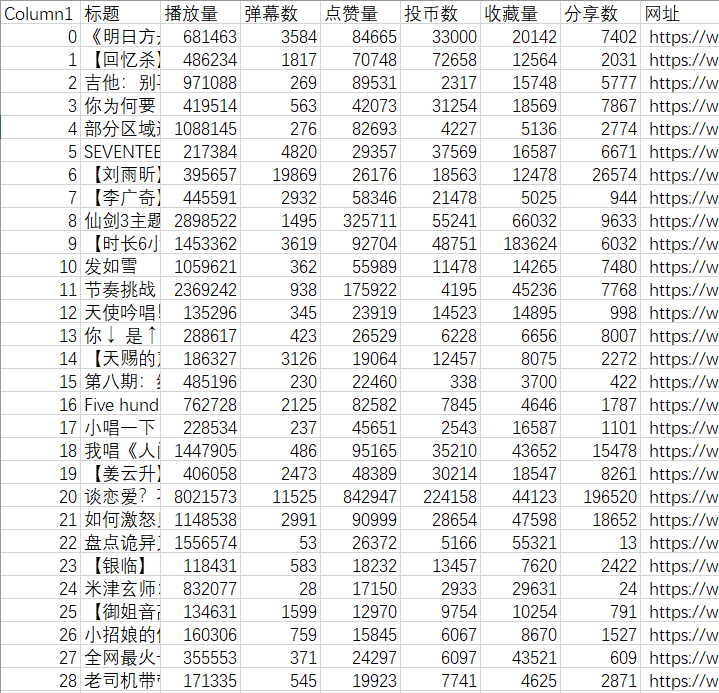 Column1 标题 播放量 弹幕数 点赞量 投币数 收藏量 分享数 网址
0 《明日方 681463 3584 84665 33000 20142 7402 https://w
1 【回忆杀】 486234 1817 70748 72658 12564 2031 https://w
2 吉他：别 971088 269 89531 2317 15748 5777 https://w
3 你为何要 419514 563 42073 31254 18569 7867 https://w
4 部分区域 1088145 276 82693 4227 5136 2774 https://w
5 SEVENTEE 217384 4820 29357 37569 16587 6671 https://w
6 【刘雨昕】 395657 19869 26176 18563 12478 26574 https://w
7 【李广奇】 445591 2932 58346 21478 5025 944 https://w
8 仙剑3主题 2898522 1495 325711 55241 66032 9633 https://w
9 【时长6小 1453362 3619 92704 48751 183624 6032 https://w
10 发如雪 1059621 362 55989 11478 14265 7480 https://w
11 节奏挑战 2369242 938 175922 4195 45236 7768 https://w
12 天使吟唱! 135296 345 23919 14523 14895 998 https://w
13 你↓ 是↑ 288617 423 26529 6228 6656 8007 https://w
14 【天赐的 186327 3126 19064 12457 8075 2272 https://w
15 第八期： 485196 230 22460 338 3700 422 https://w
16 Five hund 762728 2125 82582 7845 4646 1787 https://w
17 小唱一下 228534 237 45651 2543 16587 1101 https://w
18 我唱《人 1447905 486 95165 35210 43652 15478 https://w
19 【姜云升】 406058 2473 48389 30214 18547 8261 https://w
20 谈恋爱？ 8021573 11525 842947 224158 44123 196520 https://w
21 如何激怒 1148538 2991 90999 28654 47598 18652 https://w
22 盘点诡异 1556574 53 26372 5166 55321 13 https://w
23 【银临】 118431 583 18232 13457 7620 2422 https://w
24 米津玄师 832077 28 17150 2933 29631 24 https://w
25 【御姐音 134631 1599 12970 9754 10254 791 https://w
26 小招娘的 160306 759 15845 6067 8670 1527 https://w
27 全网最火 355553 371 24297 6097 43521 609 https://w
28 老司机带 171335 545 19923 7741 4625 2871 https://w